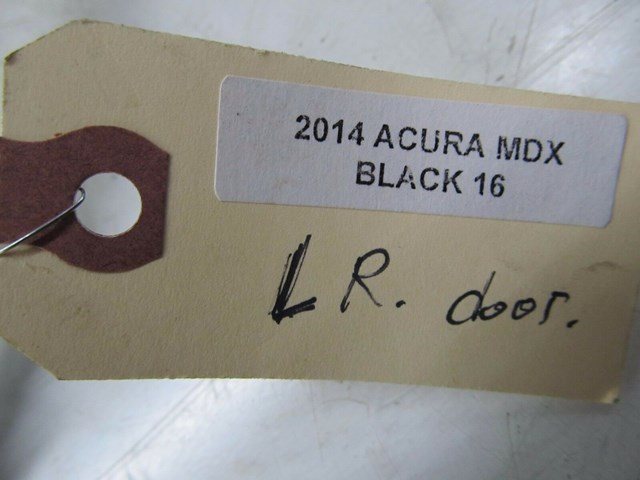 2014 ACURA MDX
BLACK 16
LR. door.